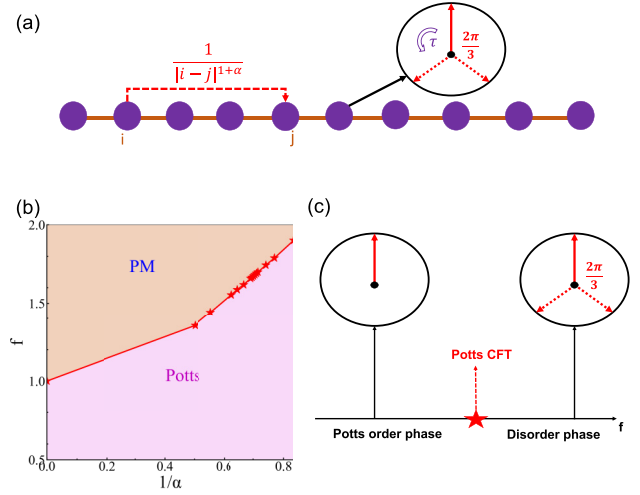 (a)
1
|i − j|^{1+α}
τ
2π
3
i
j
(b)
2.0
1.5
1.0
0.5
f
PM
Potts
0.0
0.2
0.4
0.6
0.8
1/α
(c)
2π
3
Potts CFT
Potts order phase
Disorder phase
f